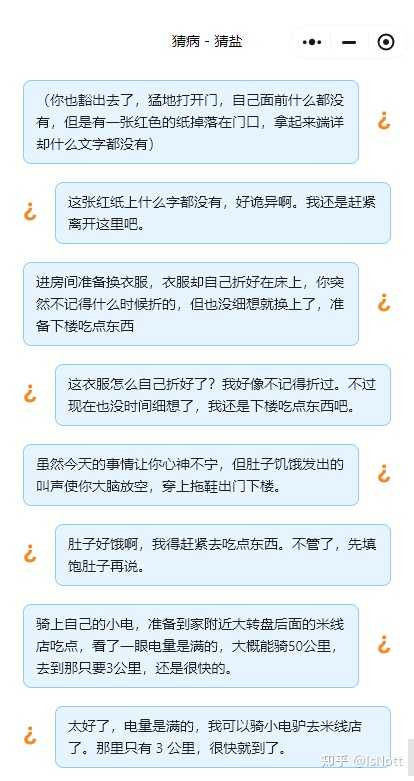 猜病 - 猜盐
（你也豁出去了，猛地打开门，自己面前什么都没
有，但是有一张红色的纸掉落在门口，拿起来端详
却什么文字都没有）
这张红纸上什么字都没有，好诡异啊。我还是赶紧
离开这里吧。
进房间准备换衣服，衣服却自己折好在床上，你突
然不记得什么时候折的，但也没细想就换上了，准
备下楼吃点东西
这衣服怎么自己折好了？我好像不记得折过。不过
现在也没时间细想了，我还是下楼吃点东西吧。
虽然今天的事情让你心神不宁，但肚子饥饿发出的
叫声使你大脑放空，穿上拖鞋出门下楼。
肚子好饿啊，我得赶紧去吃点东西。不管了，先填
饱肚子再说。
骑上自己的小电，准备到家附近大转盘后面的米线
店吃点，看了一眼电量是满的，大概能骑50公里，
去到那只要3公里，还是很快的。
太好了，电量是满的，我可以骑小电驴去米线店
了。那里只有 3 公里，很快就到了。
知乎 @IsNott